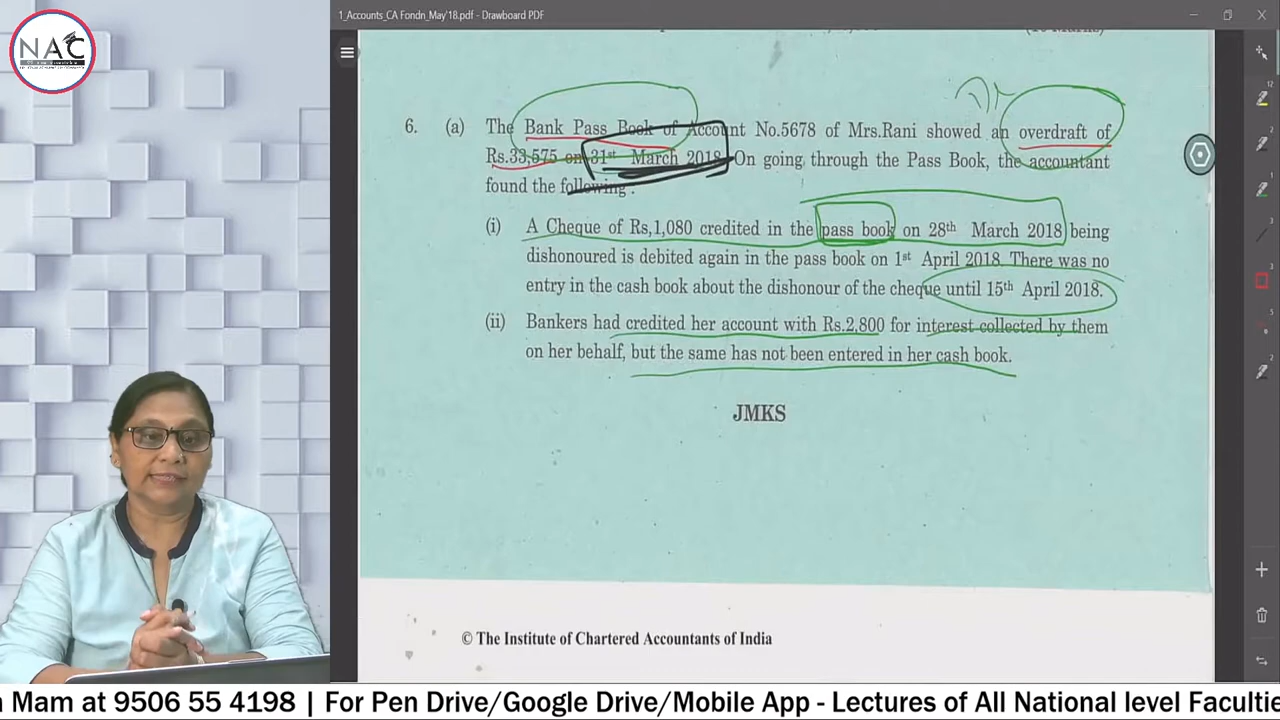 1_Accounts_CA Fondn_May'18.pdf - Drawboard PDF
NAC
6. (a) The Bank Pass Book of Account No.5678 of Mrs.Rani showed an overdraft of
Rs.33,575 on 31st March 2018. On going through the Pass Book, the accountant
found the following :
(i) A Cheque of Rs,1,080 credited in the pass book on 28th March 2018 being
dishonoured is debited again in the pass book on 1st April 2018. There was no
entry in the cash book about the dishonour of the cheque until 15th April 2018.
(ii) Bankers had credited her account with Rs.2,800 for interest collected by them
on her behalf, but the same has not been entered in her cash book.
JMKS
© The Institute of Chartered Accountants of India
Mam at 9506 55 4198 | For Pen Drive/Google Drive/Mobile App - Lectures of All National level Facultie